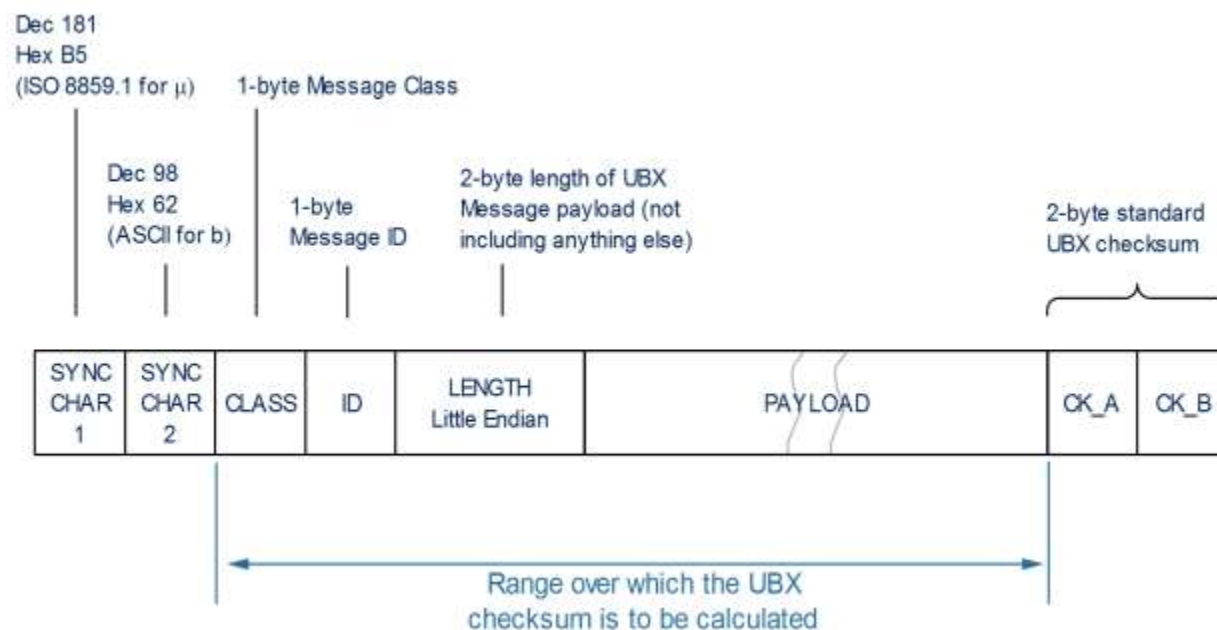 Dec 181
Hex B5
(ISO 8859.1 for μ)
1-byte Message Class
Dec 98
Hex 62
(ASCII for b)
1-byte
Message ID
2-byte length of UBX
Message payload (not
including anything else)
2-byte standard
UBX checksum
SYNC
CHAR
1
SYNC
CHAR
2
CLASS
ID
LENGTH
Little Endian
PAYLOAD
CK_A
CK_B
Range over which the UBX
checksum is to be calculated